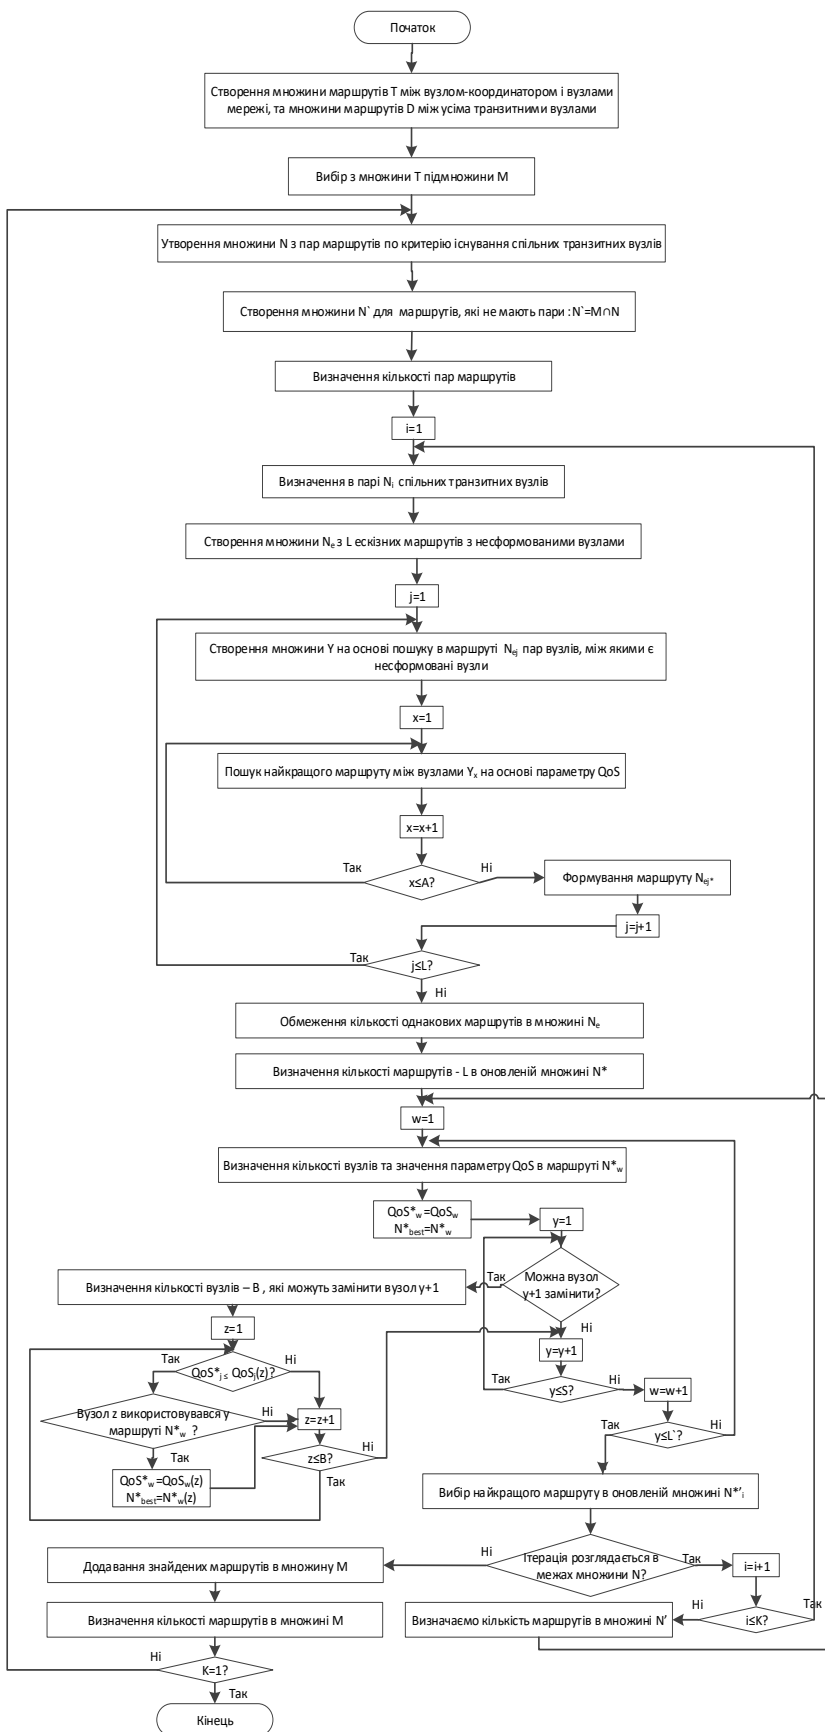 Початок
Створення множини маршрутів T між вузлом-координатором і вузлами
мережі, та множини маршрутів D між усіма транзитними вузлами
Вибір з множини T підмножини M
Утворення множини N з пар маршрутів по критерію існування спільних транзитних вузлів
Створення множини N` для маршрутів, які не мають пари : N`=M∩N
Визначення кількості пар маршрутів
i=1
Визначення в парі Nᵢ спільних транзитних вузлів
Створення множини Nₑ з L ескізних маршрутів з несформованими вузлами
j=1
Створення множини Y на основі пошуку в маршруті Nₑⱼ пар вузлів, між якими є
несформовані вузли
x=1
Пошук найкращого маршруту між вузлами Yₓ на основі параметру QoS
x=x+1
Так
Ні
x≤A?
Формування маршруту Nₑⱼ*
j=j+1
Так
j≤L?
Ні
Обмеження кількості однакових маршрутів в множині Nₑ
Визначення кількості маршрутів - L в оновленій множині N*
w=1
Визначення кількості вузлів та значення параметру QoS в маршруті N*w
QoS*w=QoSw
N*best=N*w
y=1
Так
Можна вузол
y+1 замінити?
Ні
Визначення кількості вузлів – B , які можуть замінити вузол y+1
z=1
Так
Ні
QoS*j ≤ QoSj(z)?
y=y+1
Так
y≤S?
Ні
w=w+1
Вузол z використовувався у
маршруті N*w ?
Ні
Так
z=z+1
z≤B?
Ні
Так
QoS*w=QoSw(z)
N*best=N*w(z)
Так
y≤L`?
Ні
Вибір найкращого маршруту в оновленій множині N*'ᵢ
Ні
Ітерація розглядається в
межах множини N?
Так
i=i+1
Додавання знайдених маршрутів в множину M
Визначення кількості маршрутів в множині M
Визначаємо кількість маршрутів в множині N'
Ні
i≤K?
Так
Ні
K=1?
Так
Кінець